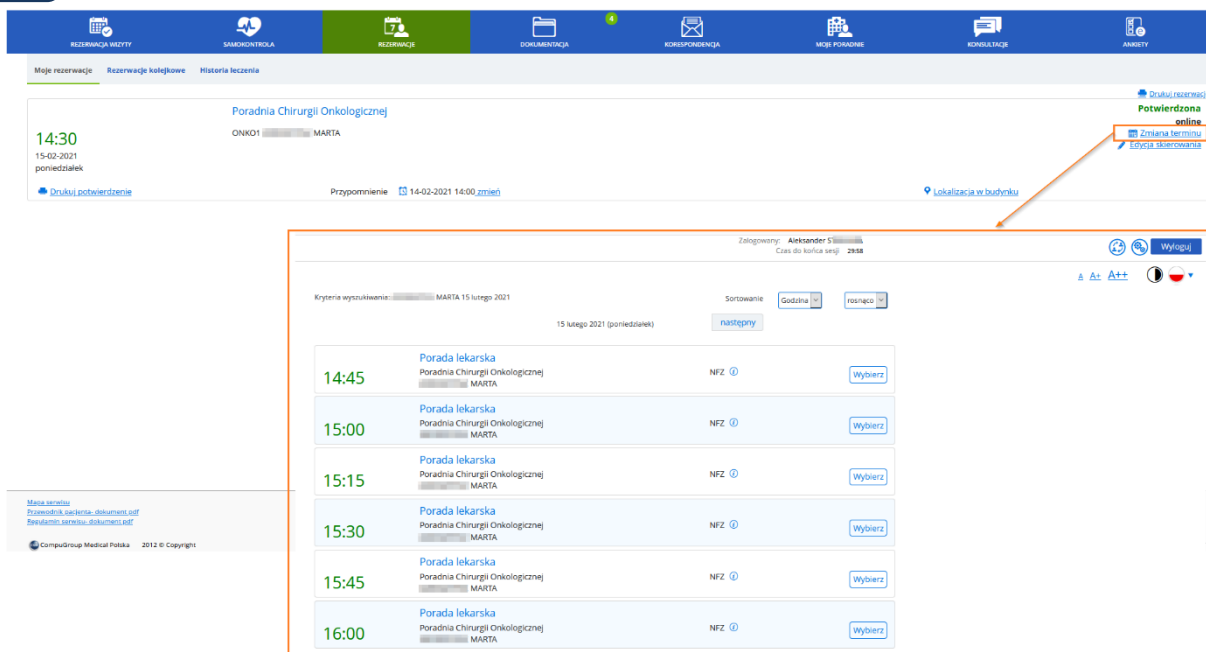 4
REZERWACJA WIZYTY SAMOKONTROLA REZERWACJE DOKUMENTACJA KORESPONDENCJA MOJE PORADNIE KONSULTACJE ANKIETY
Moje rezerwacje Rezerwacje kolejkowe Historia leczenia
Drukuj rezerwacj
Poradnia Chirurgii Onkologicznej Potwierdzona
online
14:30 ONKO1 MARTA Zmiana terminu
15-02-2021 Edycja skierowania
poniedziałek
Drukuj potwierdzenie Przypomnienie 14-02-2021 14:00 zmień Lokalizacja w budynku
Zalogowany: Aleksander S
Czas do końca sesji 29:58
Wyloguj
A A+ A++
Kryteria wyszukiwania: MARTA 15 lutego 2021 Sortowanie Godzina rosnąco
15 lutego 2021 (poniedziałek) następny
Porada lekarska
14:45 Poradnia Chirurgii Onkologicznej NFZ Wybierz
MARTA
Porada lekarska
15:00 Poradnia Chirurgii Onkologicznej NFZ Wybierz
MARTA
Porada lekarska
15:15 Poradnia Chirurgii Onkologicznej NFZ Wybierz
MARTA
Porada lekarska
15:30 Poradnia Chirurgii Onkologicznej NFZ Wybierz
MARTA
Porada lekarska
15:45 Poradnia Chirurgii Onkologicznej NFZ Wybierz
MARTA
Porada lekarska
16:00 Poradnia Chirurgii Onkologicznej NFZ Wybierz
MARTA
Mapa serwisu
Przewodnik pacjenta- dokument pdf
Regulamin serwisu- dokument pdf
CompuGroup Medical Polska 2012 © Copyright